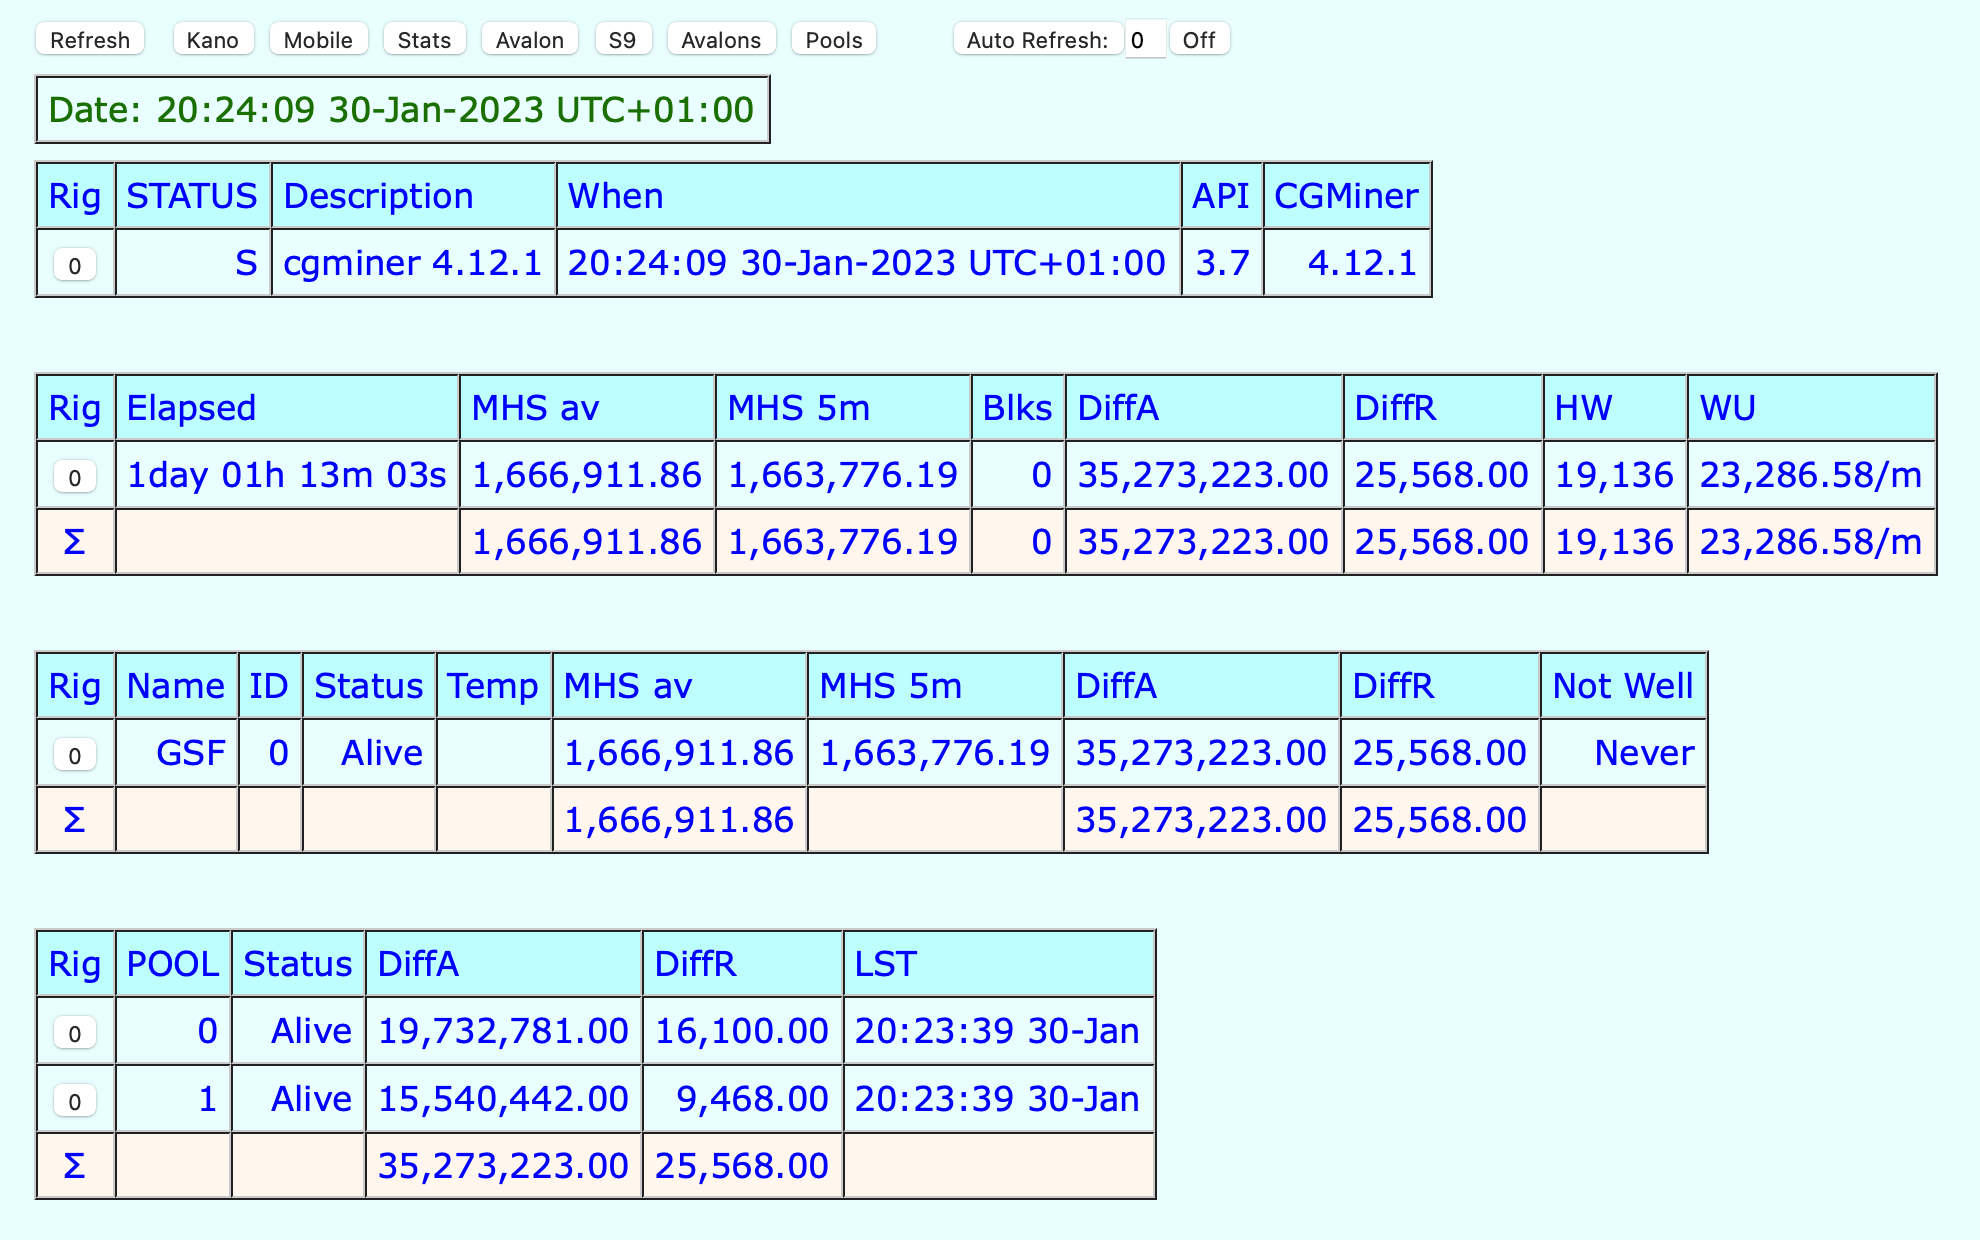 Refresh Kano Mobile Stats Avalon S9 Avalons Pools Auto Refresh: 0 Off
Date: 20:24:09 30-Jan-2023 UTC+01:00
Rig STATUS Description When API CGMiner
0 S cgminer 4.12.1 20:24:09 30-Jan-2023 UTC+01:00 3.7 4.12.1
Rig Elapsed MHS av MHS 5m Blks DiffA DiffR HW WU
0 1day 01h 13m 03s 1,666,911.86 1,663,776.19 0 35,273,223.00 25,568.00 19,136 23,286.58/m
Σ 1,666,911.86 1,663,776.19 0 35,273,223.00 25,568.00 19,136 23,286.58/m
Rig Name ID Status Temp MHS av MHS 5m DiffA DiffR Not Well
0 GSF 0 Alive 1,666,911.86 1,663,776.19 35,273,223.00 25,568.00 Never
Σ 1,666,911.86 35,273,223.00 25,568.00
Rig POOL Status DiffA DiffR LST
0 0 Alive 19,732,781.00 16,100.00 20:23:39 30-Jan
0 1 Alive 15,540,442.00 9,468.00 20:23:39 30-Jan
Σ 35,273,223.00 25,568.00